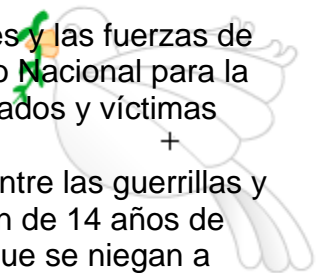 es y las fuerzas de
o Nacional para la
ados y víctimas
+
ntre las guerrillas y
n de 14 años de
ue se niegan a